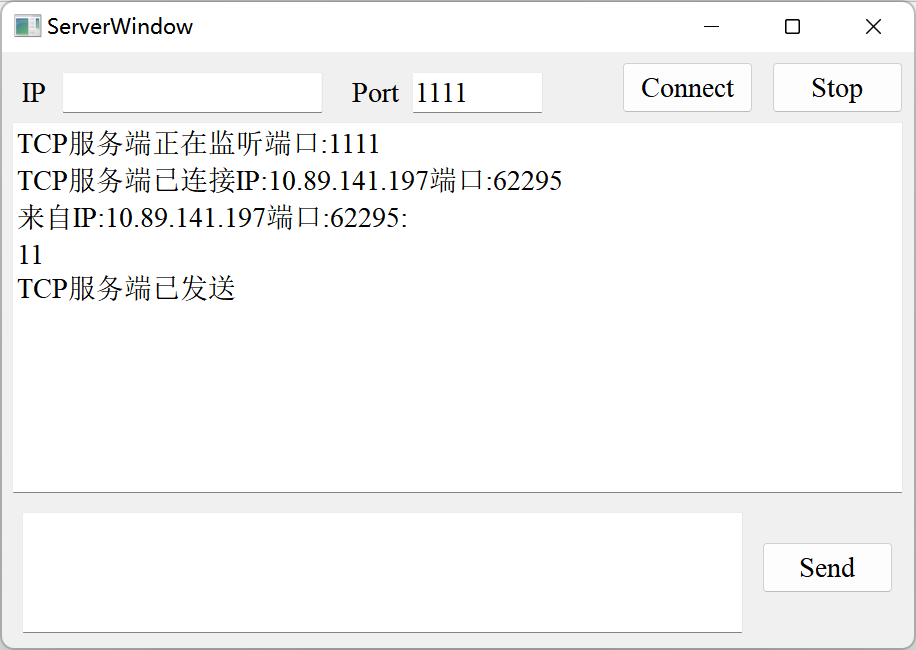 ServerWindow
IP Port 1111 Connect Stop
TCP服务端正在监听端口:1111
TCP服务端已连接IP:10.89.141.197端口:62295
来自IP:10.89.141.197端口:62295:
11
TCP服务端已发送
Send